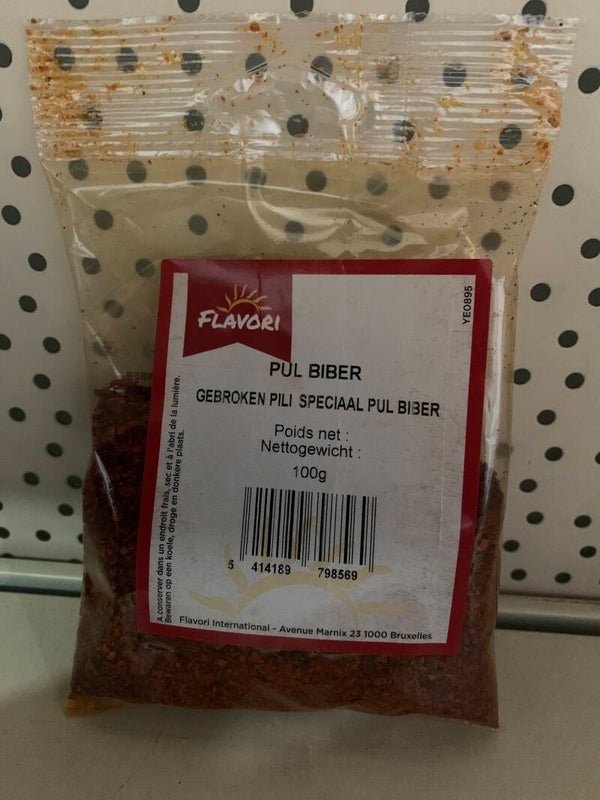 FLAVORI
YE0895
PUL BIBER
GEBROKEN PILI SPECIAAL PUL BIBER
Poids net :
Nettogewicht :
100g
5 414189 798569
A conserver dans un endroit frais, sec et à l'abri de la lumière.
Bewaren op een koele, droge en donkere plaats.
Flavori International - Avenue Marnix 23 1000 Bruxelles